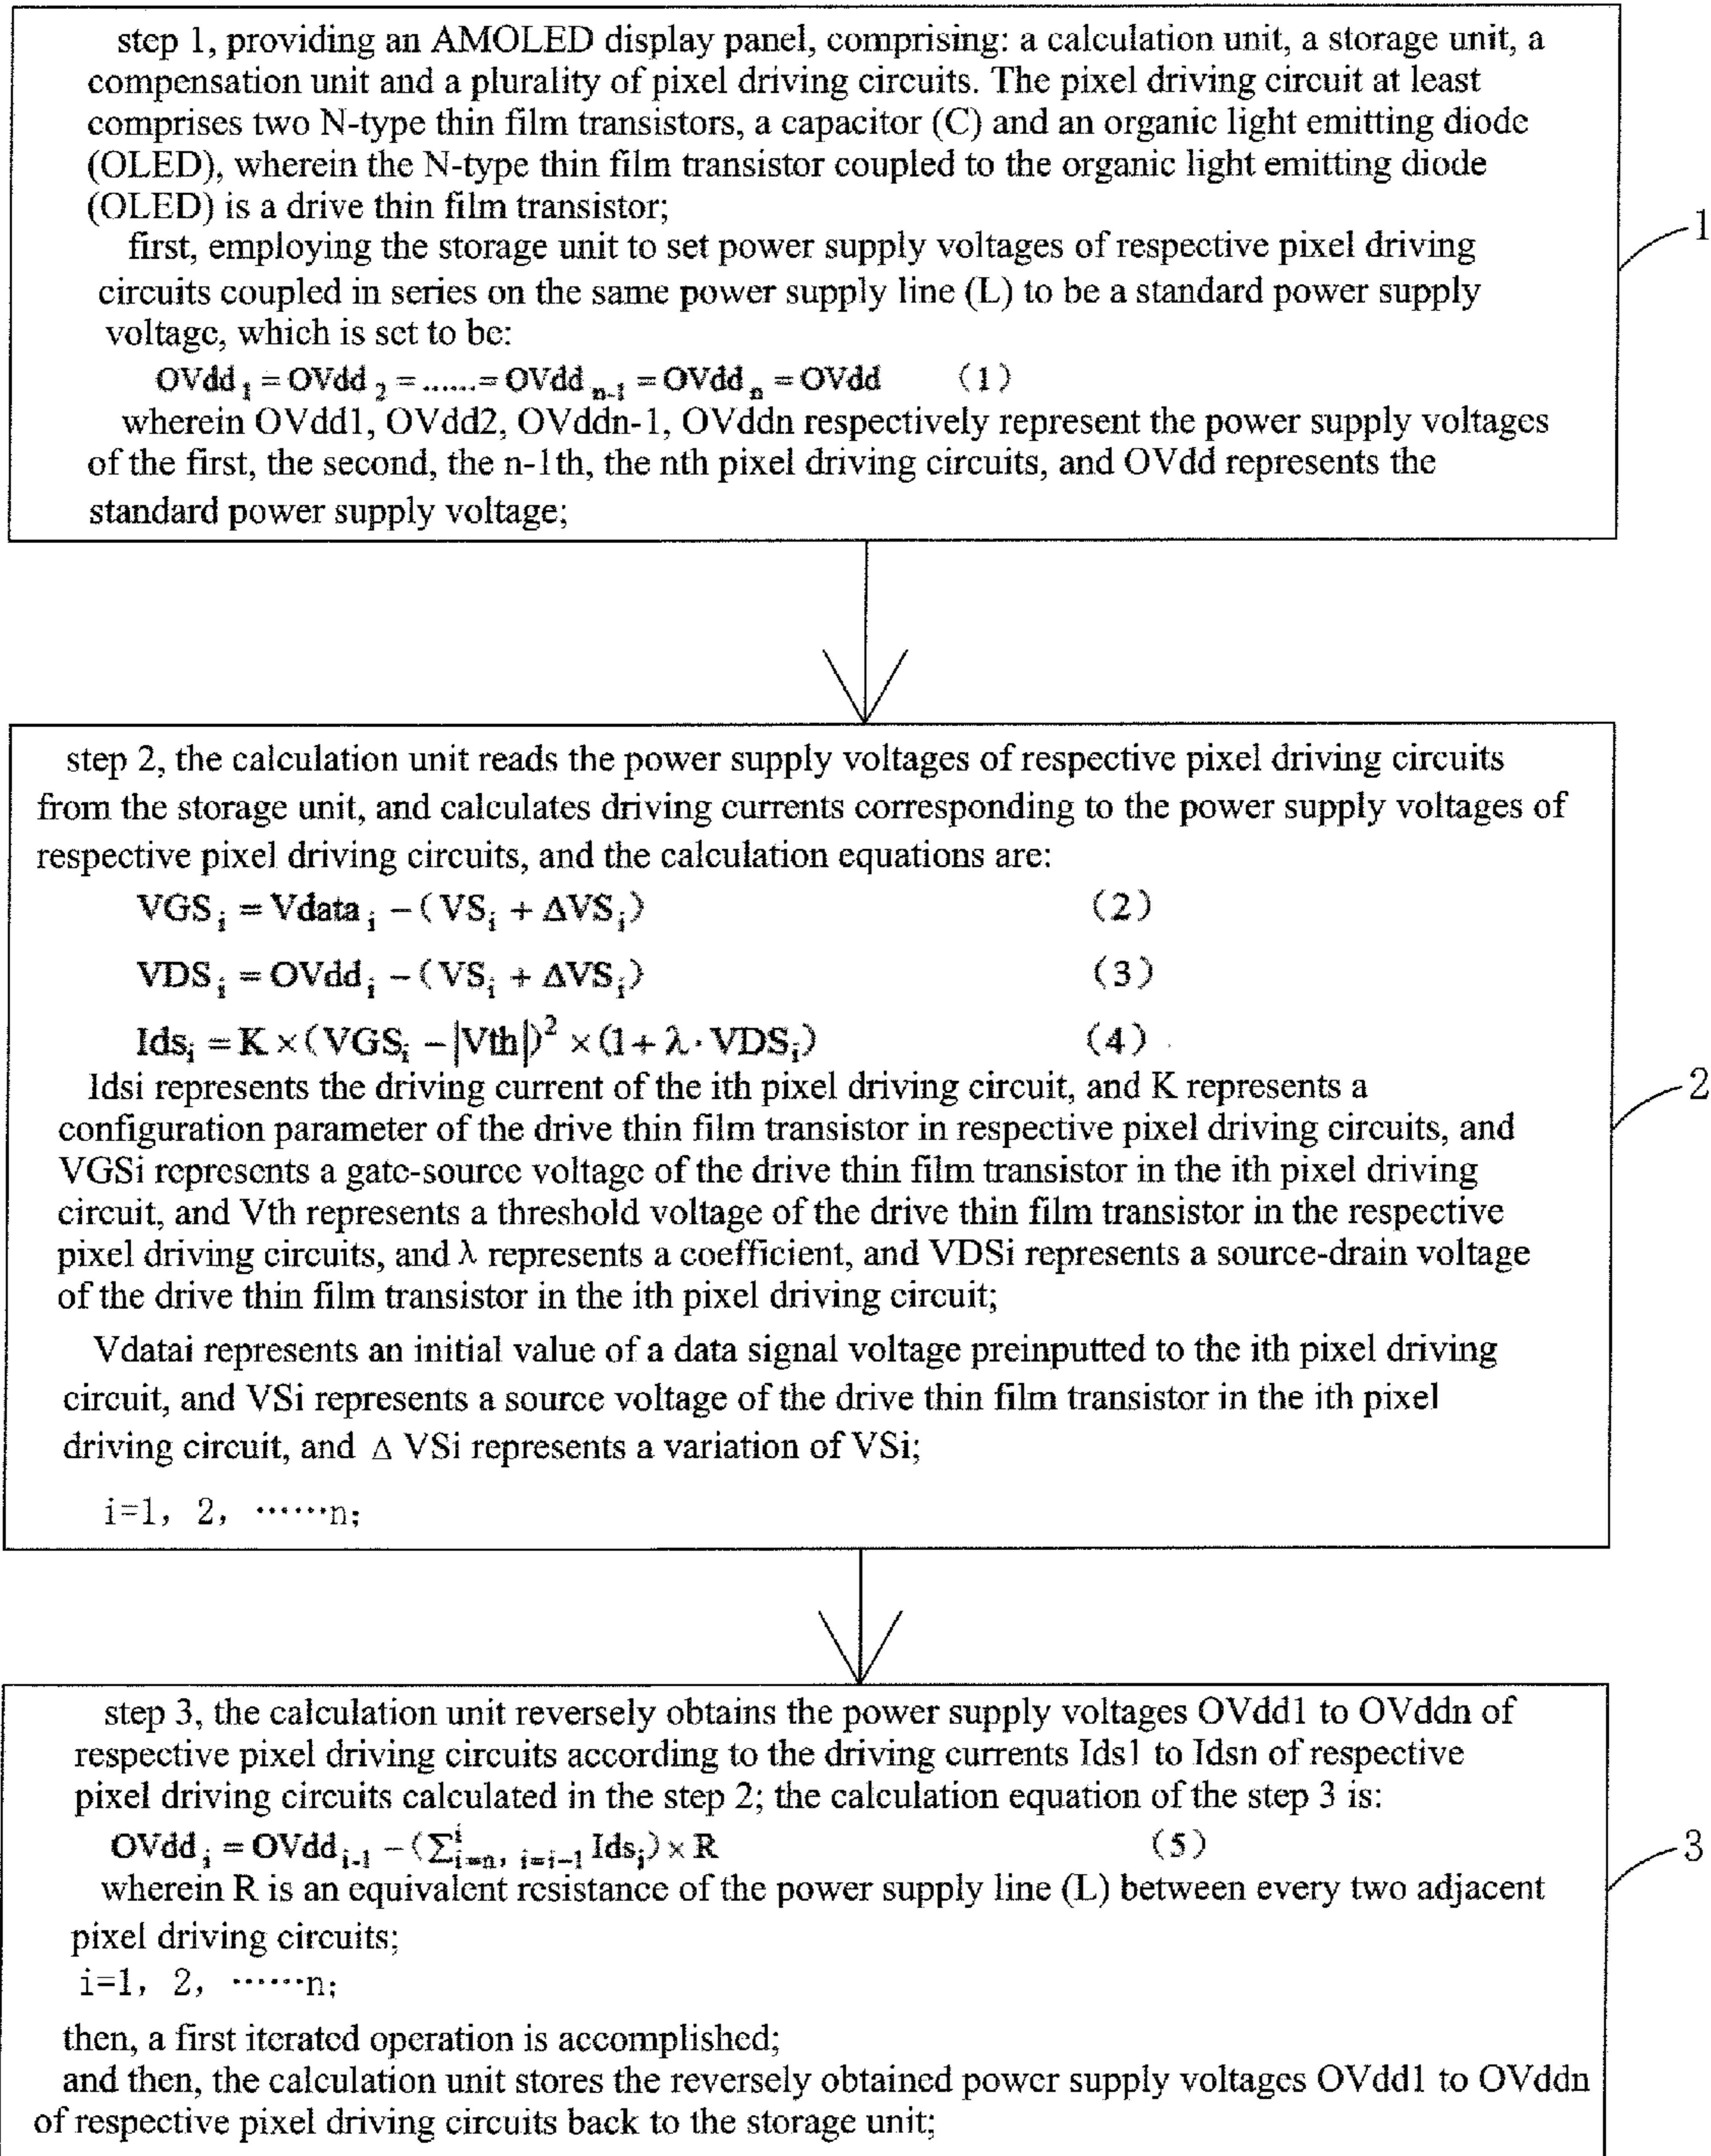 step 1, providing an AMOLED display panel, comprising: a calculation unit, a storage unit, a
compensation unit and a plurality of pixel driving circuits. The pixel driving circuit at least
comprises two N-type thin film transistors, a capacitor (C) and an organic light emitting diode
(OLED), wherein the N-type thin film transistor coupled to the organic light emitting diode
(OLED) is a drive thin film transistor;
first, employing the storage unit to set power supply voltages of respective pixel driving
circuits coupled in series on the same power supply line (L) to be a standard power supply
voltage, which is set to be:
OVdd₁ = OVdd₂ = ......= OVddₙ₋₁ = OVddₙ = OVdd (1)
wherein OVdd1, OVdd2, OVddn-1, OVddn respectively represent the power supply voltages
of the first, the second, the n-1th, the nth pixel driving circuits, and OVdd represents the
standard power supply voltage;
1
step 2, the calculation unit reads the power supply voltages of respective pixel driving circuits
from the storage unit, and calculates driving currents corresponding to the power supply voltages of
respective pixel driving circuits, and the calculation equations are:
VGSᵢ = Vdataᵢ − (VSᵢ + ΔVSᵢ) (2)
VDSᵢ = OVddᵢ − (VSᵢ + ΔVSᵢ) (3)
Idsᵢ = K × (VGSᵢ − |Vth|)² × (1 + λ · VDSᵢ) (4)
Idsi represents the driving current of the ith pixel driving circuit, and K represents a
configuration parameter of the drive thin film transistor in respective pixel driving circuits, and
VGSi represents a gate-source voltage of the drive thin film transistor in the ith pixel driving
circuit, and Vth represents a threshold voltage of the drive thin film transistor in the respective
pixel driving circuits, and λ represents a coefficient, and VDSi represents a source-drain voltage
of the drive thin film transistor in the ith pixel driving circuit;
Vdatai represents an initial value of a data signal voltage preinputted to the ith pixel driving
circuit, and VSi represents a source voltage of the drive thin film transistor in the ith pixel
driving circuit, and Δ VSi represents a variation of VSi;
i=1, 2, ······n;
2
step 3, the calculation unit reversely obtains the power supply voltages OVdd1 to OVddn of
respective pixel driving circuits according to the driving currents Ids1 to Idsn of respective
pixel driving circuits calculated in the step 2; the calculation equation of the step 3 is:
OVddᵢ = OVddᵢ₋₁ − (∑ⁱᵢ₌ₙ, ᵢ₌ᵢ₋₁ Idsᵢ) × R (5)
wherein R is an equivalent resistance of the power supply line (L) between every two adjacent
pixel driving circuits;
i=1, 2, ······n;
then, a first iterated operation is accomplished;
and then, the calculation unit stores the reversely obtained power supply voltages OVdd1 to OVddn
of respective pixel driving circuits back to the storage unit;
3